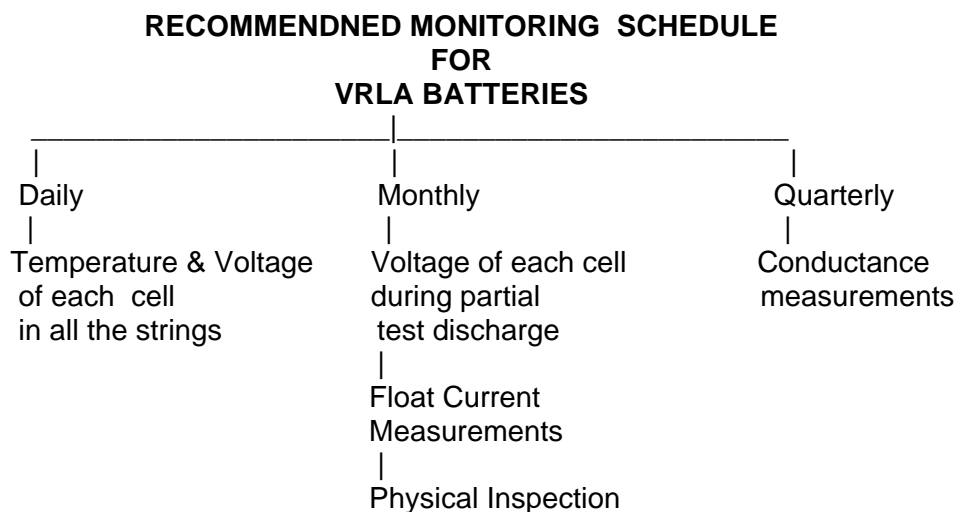 RECOMMENDNED MONITORING SCHEDULE
FOR
VRLA BATTERIES
Daily
Monthly
Quarterly
Temperature & Voltage
of each cell
in all the strings
Voltage of each cell
during partial
test discharge
Conductance
measurements
Float Current
Measurements
Physical Inspection